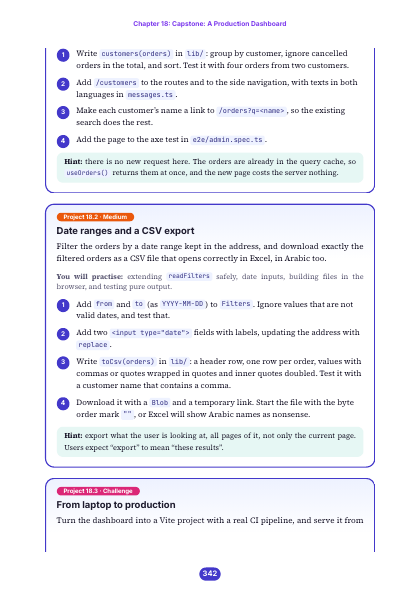 Chapter 18: Capstone: A Production Dashboard
1 Write customers(orders) in lib/: group by customer, ignore cancelled
orders in the total, and sort. Test it with four orders from two customers.
2 Add /customers to the routes and to the side navigation, with texts in both
languages in messages.ts.
3 Make each customer's name a link to /orders?q=<name>, so the existing
search does the rest.
4 Add the page to the axe test in e2e/admin.spec.ts.
Hint: there is no new request here. The orders are already in the query cache, so
useOrders() returns them at once, and the new page costs the server nothing.
Project 18.2 · Medium
Date ranges and a CSV export
Filter the orders by a date range kept in the address, and download exactly the
filtered orders as a CSV file that opens correctly in Excel, in Arabic too.
You will practise: extending readFilters safely, date inputs, building files in the
browser, and testing pure output.
1 Add from and to (as YYYY-MM-DD) to Filters. Ignore values that are not
valid dates, and test that.
2 Add two <input type="date"> fields with labels, updating the address with
replace.
3 Write toCsv(orders) in lib/: a header row, one row per order, values with
commas or quotes wrapped in quotes and inner quotes doubled. Test it with
a customer name that contains a comma.
4 Download it with a Blob and a temporary link. Start the file with the byte
order mark "", or Excel will show Arabic names as nonsense.
Hint: export what the user is looking at, all pages of it, not only the current page.
Users expect “export” to mean “these results”.
Project 18.3 · Challenge
From laptop to production
Turn the dashboard into a Vite project with a real CI pipeline, and serve it from
342